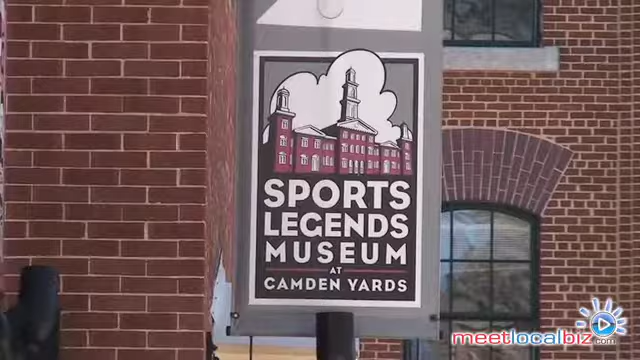 SPORTS
LEGENDS
MUSEUM
AT
CAMDEN YARDS
meetlocalbiz.com